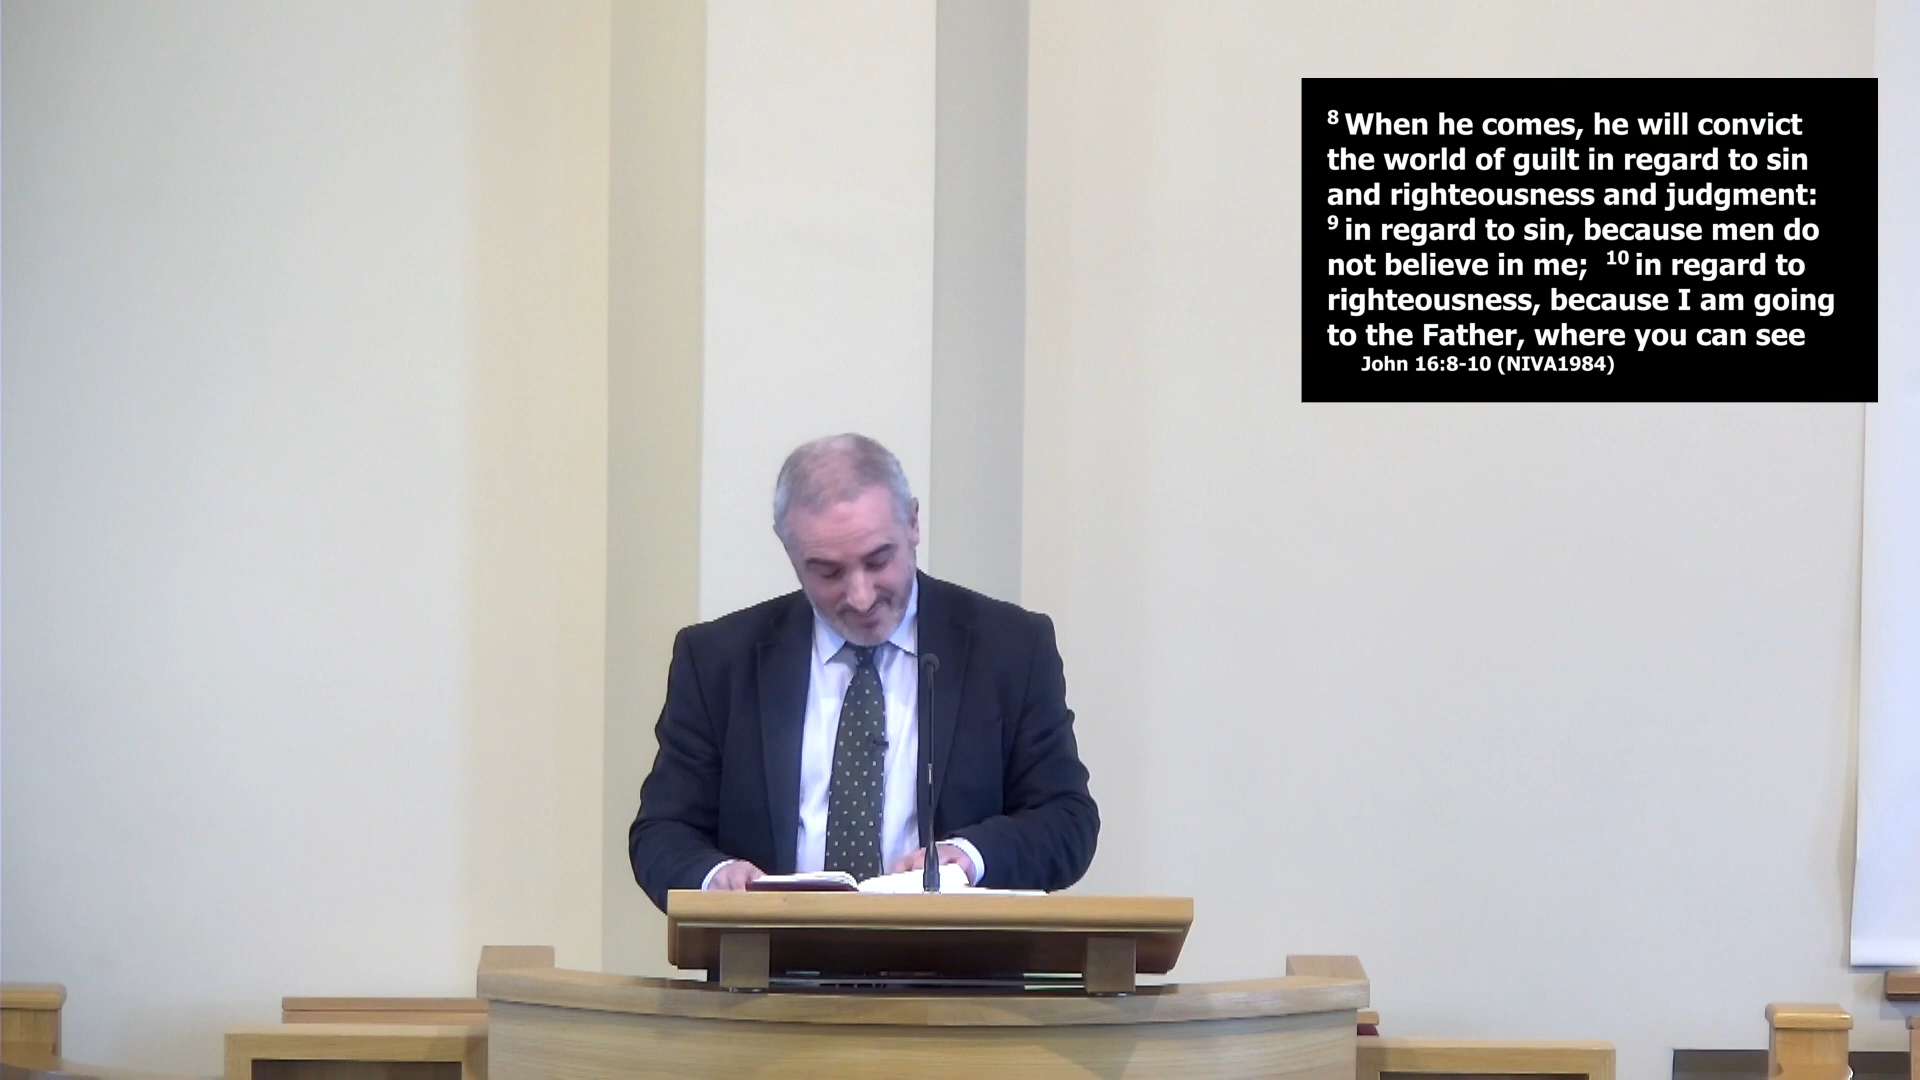 8 When he comes, he will convict
the world of guilt in regard to sin
and righteousness and judgment:
9 in regard to sin, because men do
not believe in me; 10 in regard to
righteousness, because I am going
to the Father, where you can see
John 16:8-10 (NIVA1984)